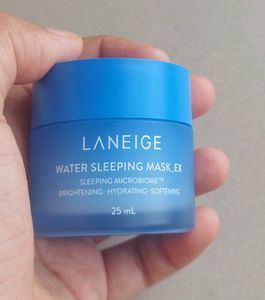 LANEIGE
WATER SLEEPING MASK_EX
SLEEPING MICROBIOME™
BRIGHTENING · HYDRATING · SOFTENING
25 mL